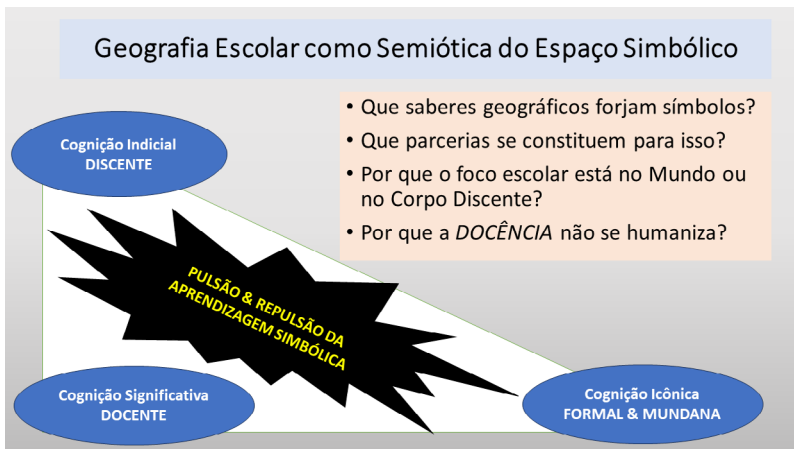 Geografia Escolar como Semiótica do Espaço Simbólico
• Que saberes geográficos forjam símbolos?
• Que parcerias se constituem para isso?
• Por que o foco escolar está no Mundo ou
no Corpo Discente?
• Por que a DOCÊNCIA não se humaniza?
Cognição Indicial
DISCENTE
PULSÃO & REPULSÃO DA
APRENDIZAGEM SIMBÓLICA
Cognição Significativa
DOCENTE
Cognição Icônica
FORMAL & MUNDANA